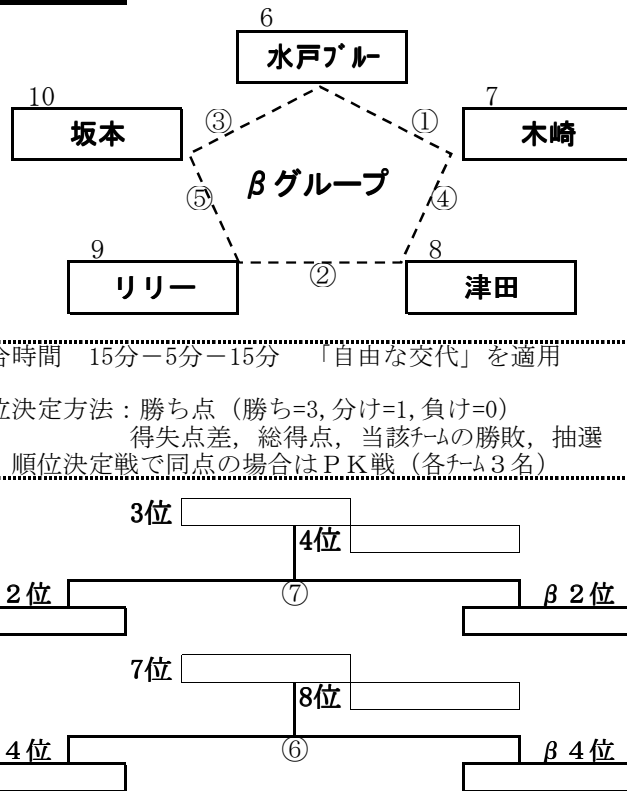 6
水戸ﾌﾞﾙｰ
10
7
坂本
③
①
木崎
βグループ
⑤
④
9
8
リリー
②
津田
合時間　15分－5分－15分　「自由な交代」を適用
位決定方法：勝ち点（勝ち=3, 分け=1, 負け=0）
得失点差, 総得点, 当該ﾁｰﾑの勝敗, 抽選
順位決定戦で同点の場合はＰＫ戦（各ﾁｰﾑ３名）
3位
4位
２位
⑦
β２位
7位
8位
４位
⑥
β４位